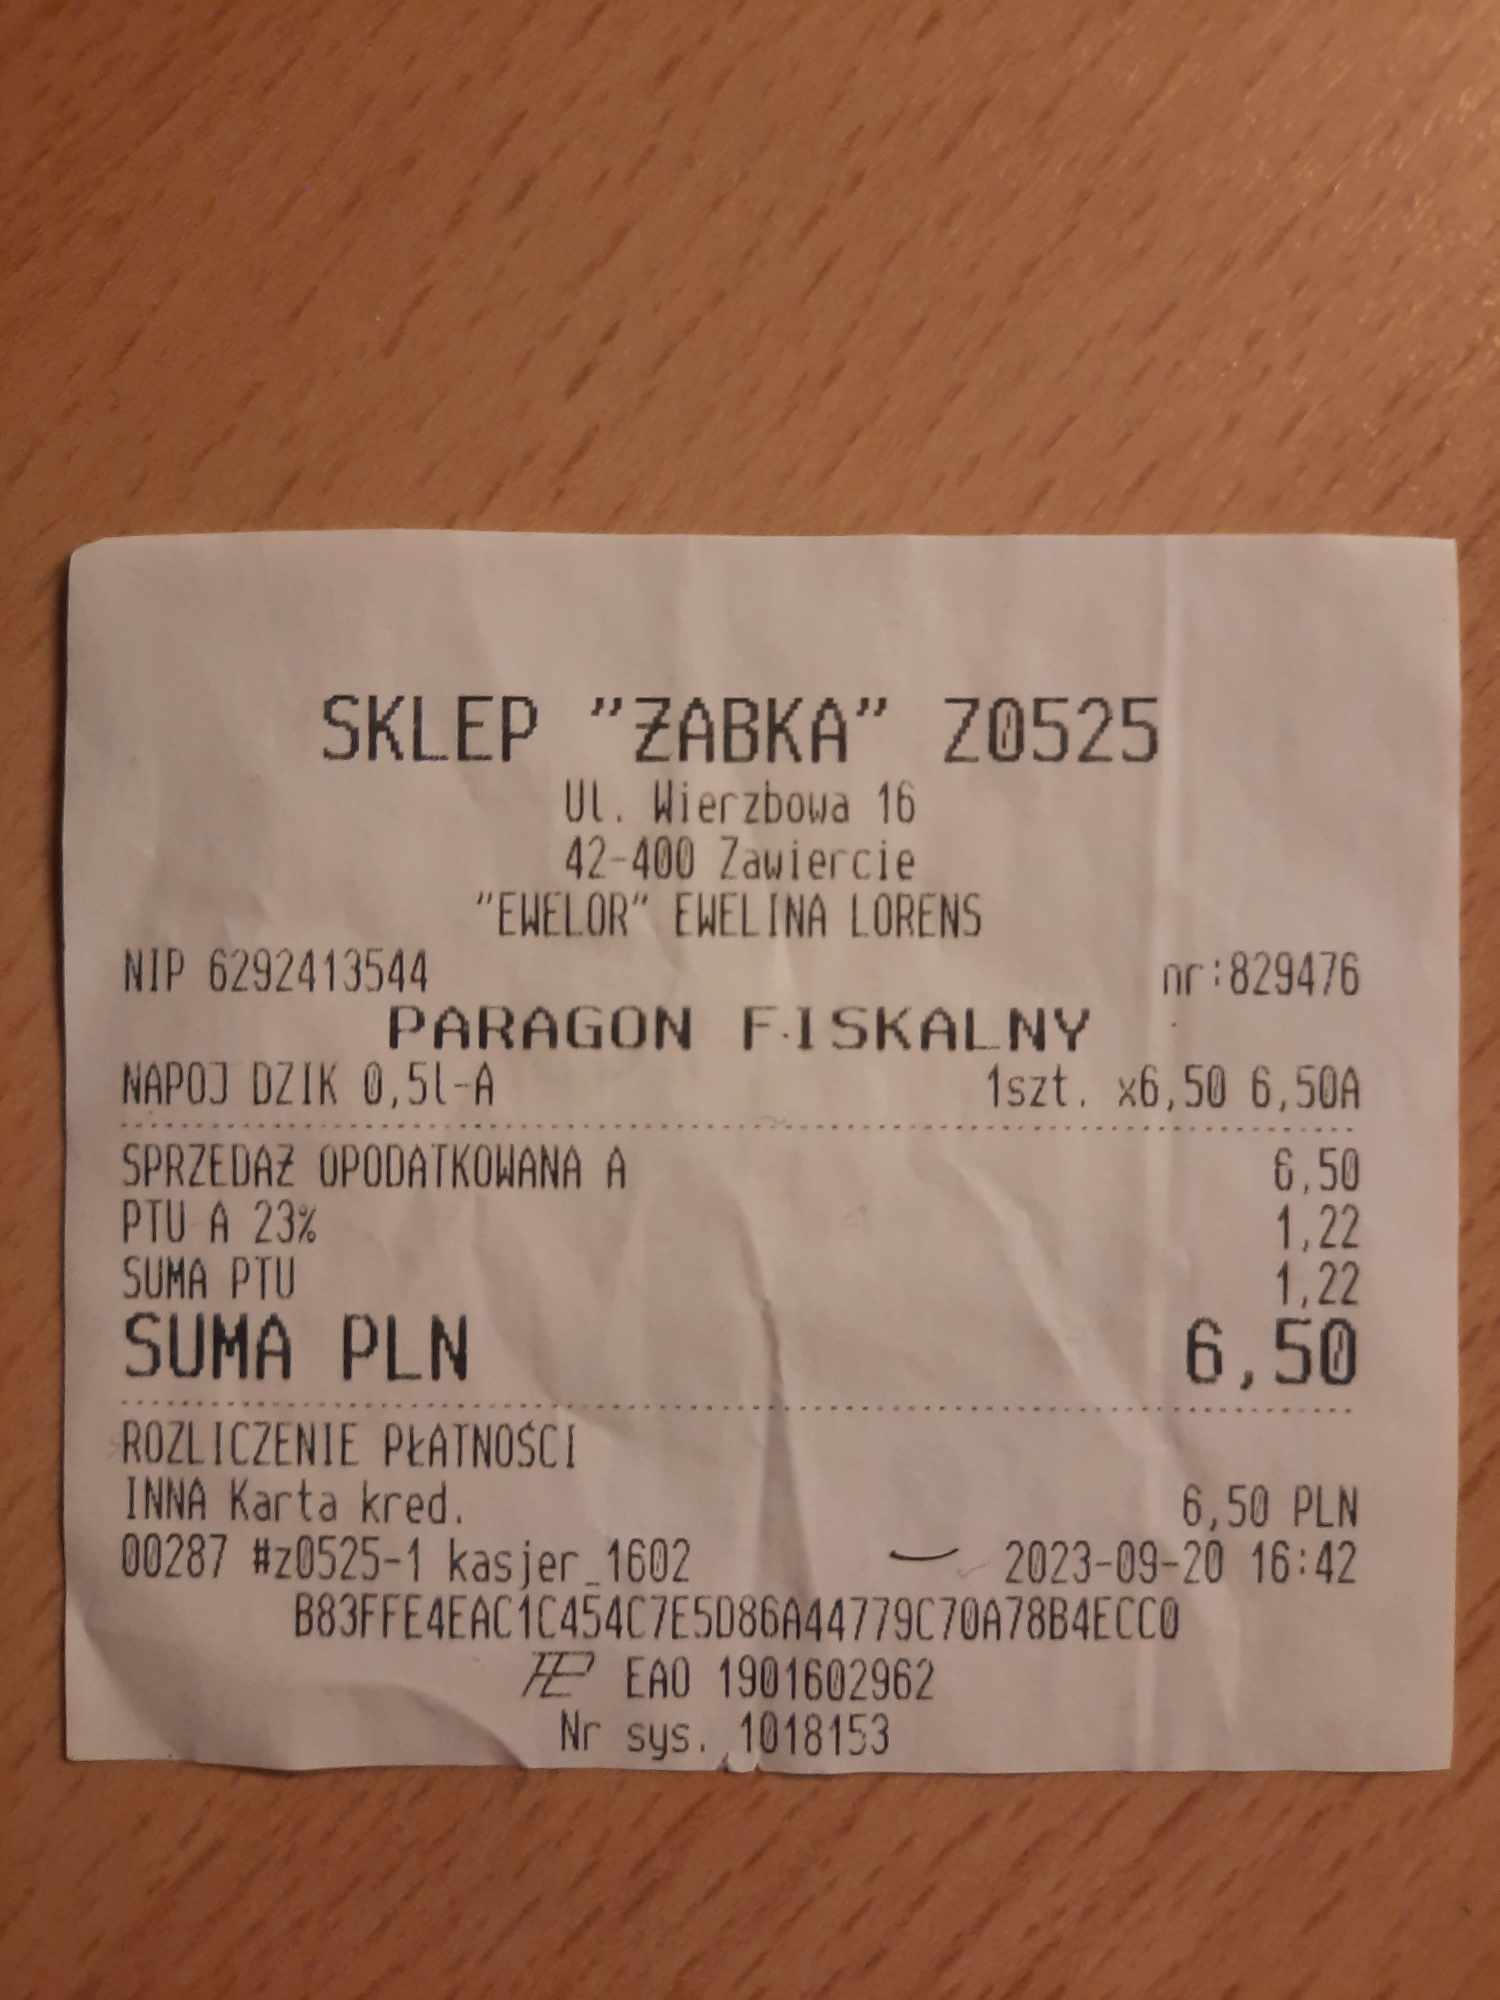 SKLEP "ŻABKA" Z0525
Ul. Wierzbowa 16
42-400 Zawiercie
"EWELOR" EWELINA LORENS
NIP 6292413544 nr:829476
PARAGON FISKALNY
NAPOJ DZIK 0,5l-A 1szt. x6,50 6,50A
SPRZEDAŻ OPODATKOWANA A 6,50
PTU A 23% 1,22
SUMA PTU 1,22
SUMA PLN 6,50
ROZLICZENIE PŁATNOŚCI
INNA Karta kred. 6,50 PLN
00287 #z0525-1 kasjer_1602 2023-09-20 16:42
B83FFE4EAC1C454C7E5D86A44779C70A78B4ECC0
EAO 1901602962
Nr sys. 1018153